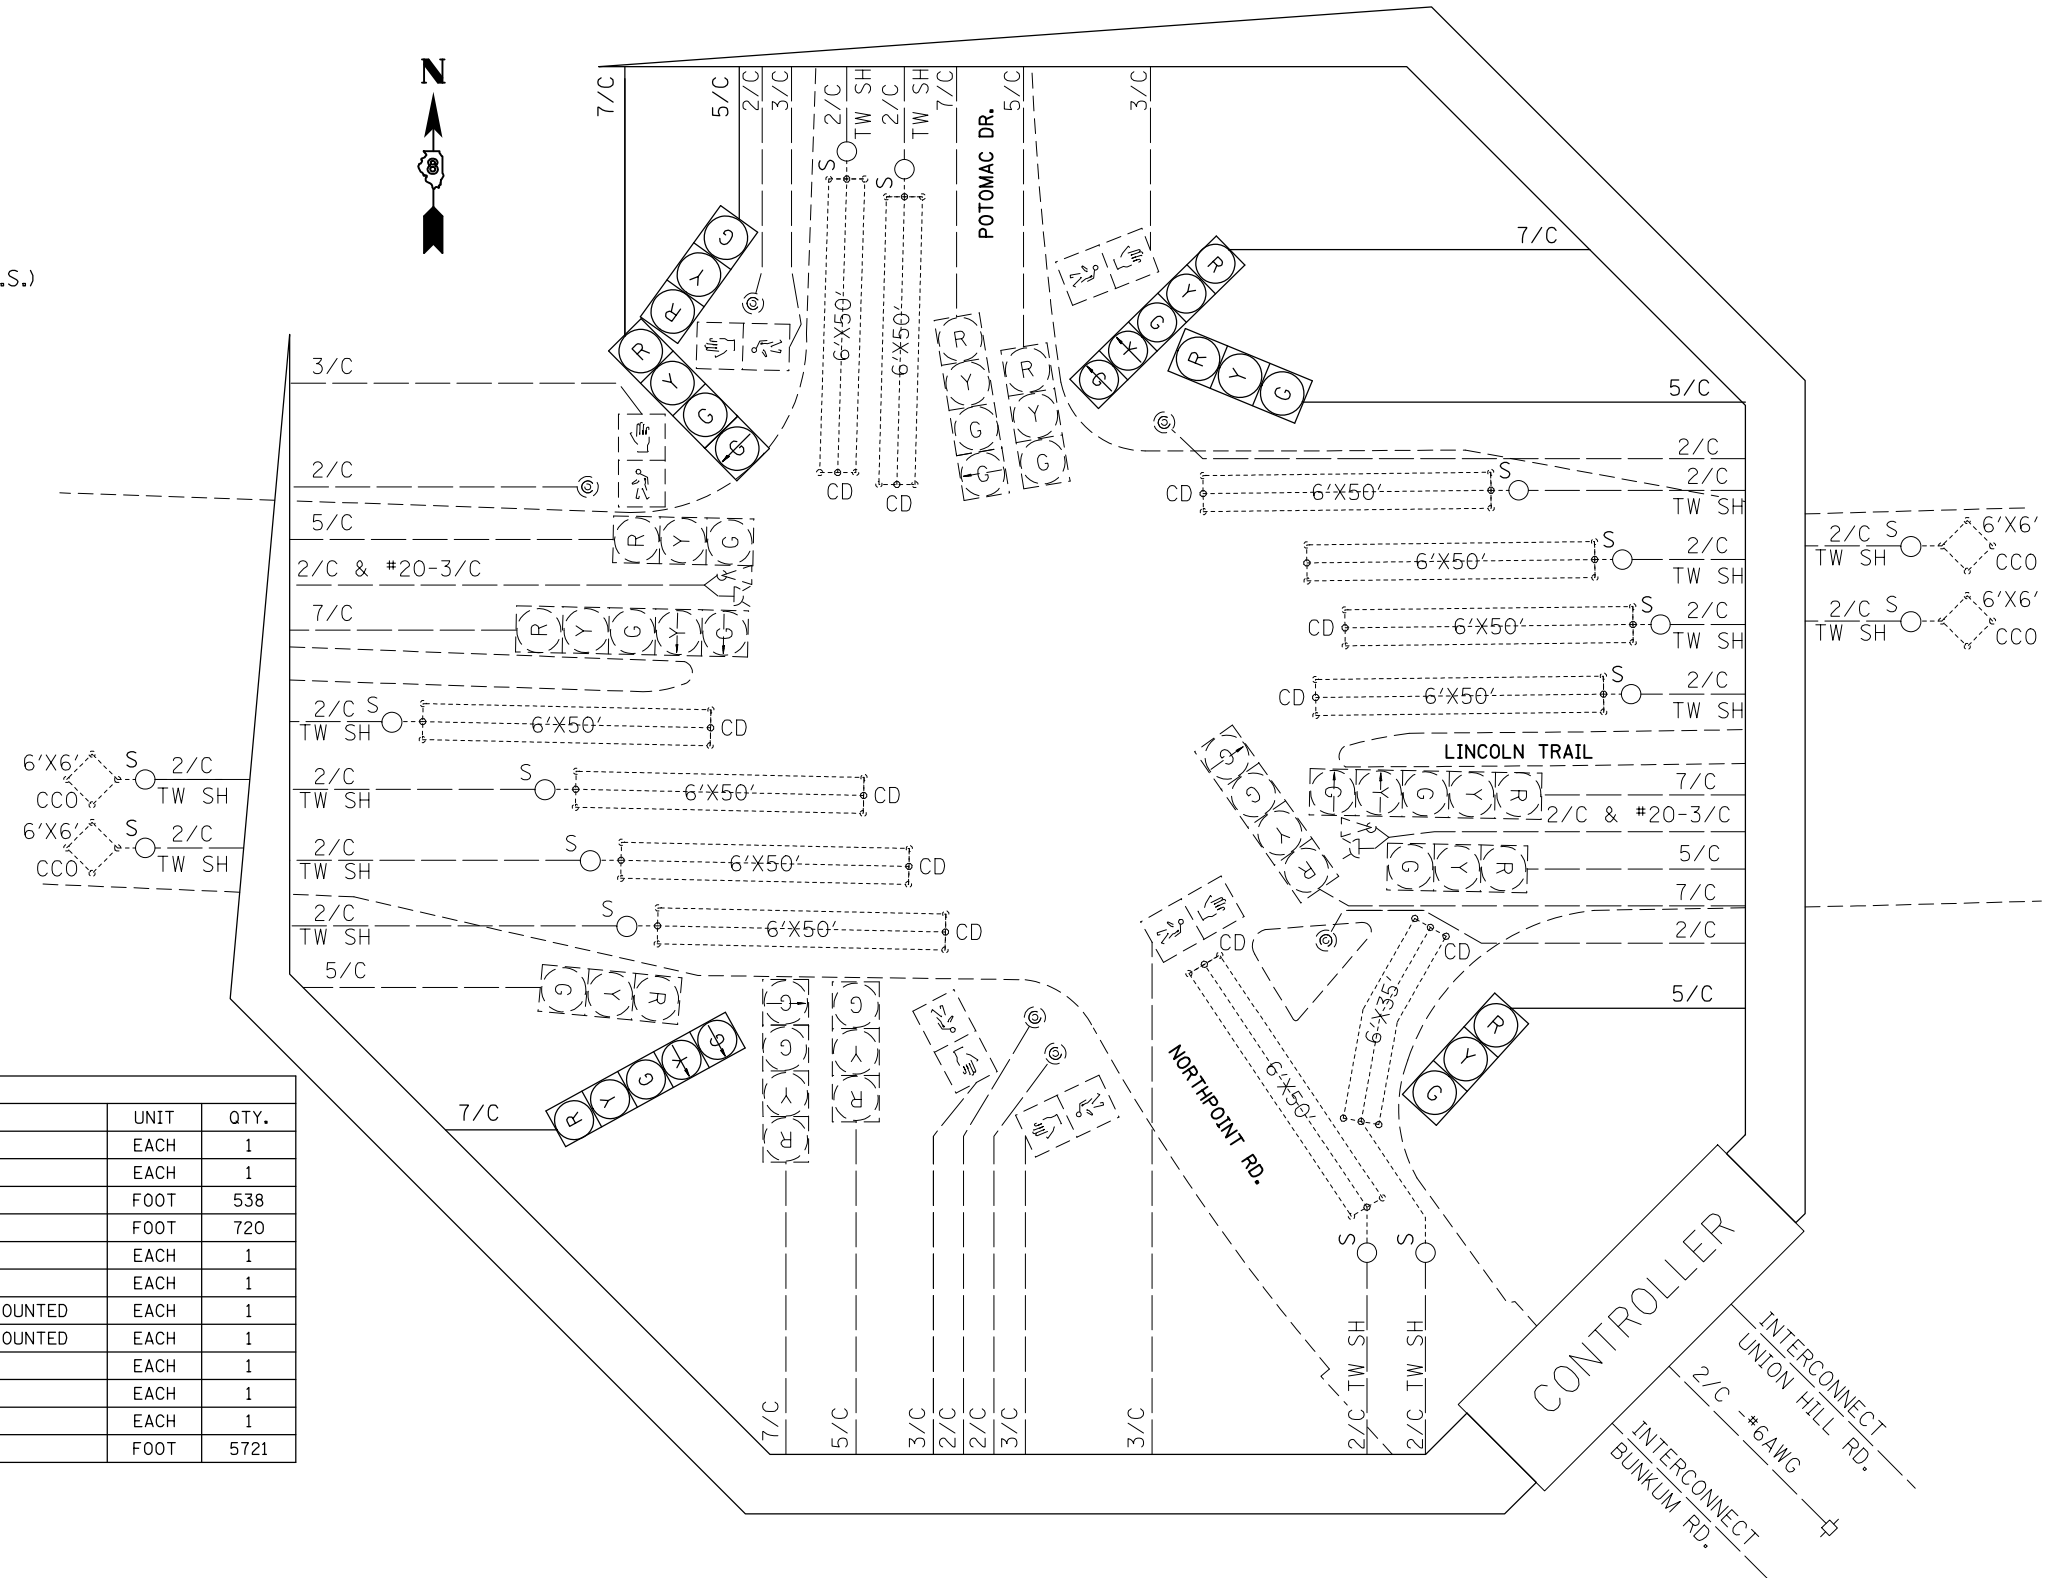 N
.S.)
7/C
5/C
2/C
3/C
2/C
TW SH
2/C
TW SH
7/C
POTOMAC DR.
5/C
3/C
7/C
5/C
2/C
S
S
6'X50'
6'X50'
CD
CD
G
Y
R
R
Y
G
G
R
Y
G
G
R
Y
G
R
Y
G
Y
G
R
Y
G
3/C
2/C
5/C
2/C & #20-3/C
7/C
R Y G
R Y G Y G
CD 6'X50' S 2/C
TW SH
6'X50' S 2/C
TW SH
CD 6'X50' S 2/C
TW SH
CD 6'X50' S 2/C
TW SH
2/C S 6'X6'
TW SH CCO
2/C S 6'X6'
TW SH CCO
LINCOLN TRAIL
2/C S 6'X50' CD
TW SH
6'X6' S 2/C
CCO TW SH
6'X6' S 2/C
CCO TW SH
2/C S 6'X50' CD
TW SH
2/C S 6'X50' CD
TW SH
2/C S 6'X50' CD
TW SH
5/C
G Y R
7/C
R Y G Y G
G Y G Y R
7/C
2/C & #20-3/C
G Y R
5/C
7/C
2/C
5/C
G
G
Y
R
R
Y
G
G
G
Y
R
G
Y
R
CD
CD
6'X50'
6'X35'
NORTHPOINT RD.
S
S
7/C
5/C
3/C
2/C
2/C
3/C
3/C
2/C TW SH
2/C TW SH
CONTROLLER
INTERCONNECT
UNION HILL RD.
2/C -#6AWG
INTERCONNECT
BUNKUM RD.
UNIT QTY.
EACH 1
EACH 1
FOOT 538
FOOT 720
EACH 1
EACH 1
OUNTED EACH 1
OUNTED EACH 1
EACH 1
EACH 1
EACH 1
FOOT 5721